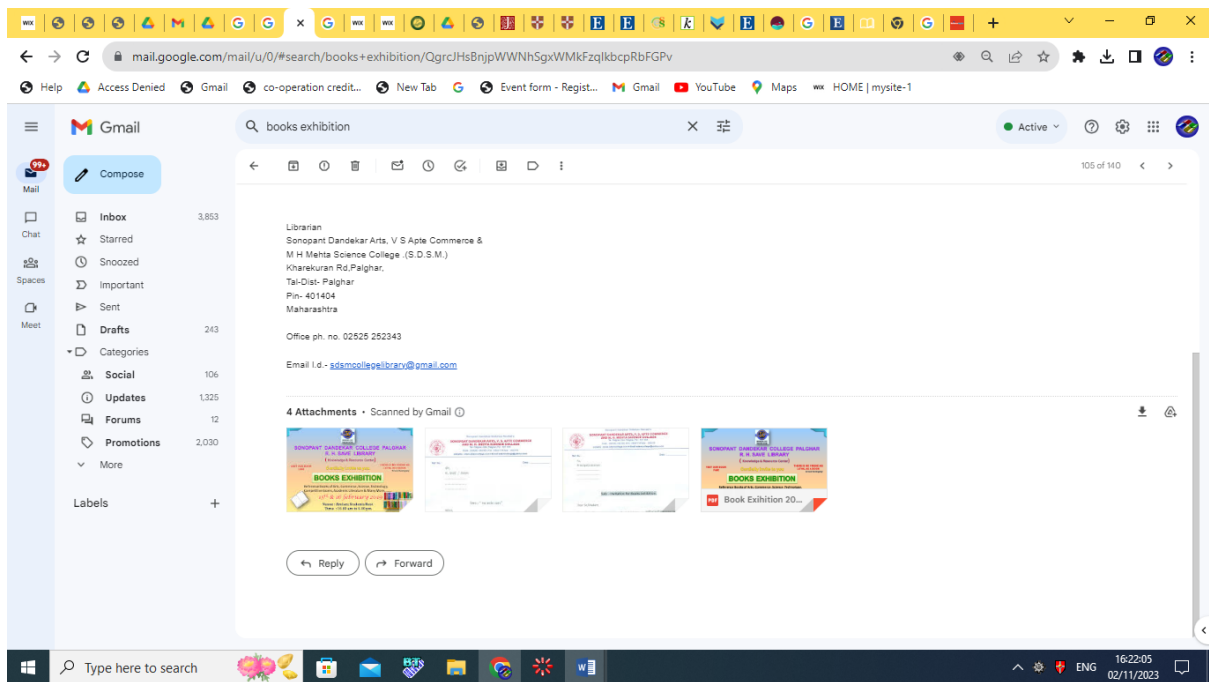 mail.google.com/mail/u/0/#search/books+exhibition/QgrcJHsBnjpWWNhSgxWMkFzqlkbcpRbFGPv
Help Access Denied Gmail co-operation credit... New Tab Event form - Regist... Gmail YouTube Maps HOME | mysite-1
Gmail
books exhibition
Active
99+
Mail
Chat
Spaces
Meet
Compose
105 of 140
Inbox 3,853
Starred
Snoozed
Important
Sent
Drafts 243
Categories
Social 106
Updates 1,325
Forums 12
Promotions 2,030
More
Labels
Librarian
Sonopant Dandekar Arts, V S Apte Commerce &
M H Mehta Science College .(S.D.S.M.)
Kharekuran Rd,Palghar,
Tal-Dist- Palghar
Pin- 401404
Maharashtra
Office ph. no. 02525 252343
Email I.d.- sdsmcollegelibrary@gmail.com
4 Attachments • Scanned by Gmail
SONOPANT DANDEKAR COLLEGE PALGHAR
BOOKS EXHIBITION
SONOPANT DANDEKAR COLLEGE PALGHAR
BOOKS EXHIBITION
PDF Book Exihition 20...
Reply
Forward
Type here to search
ENG
16:22:05
02/11/2023